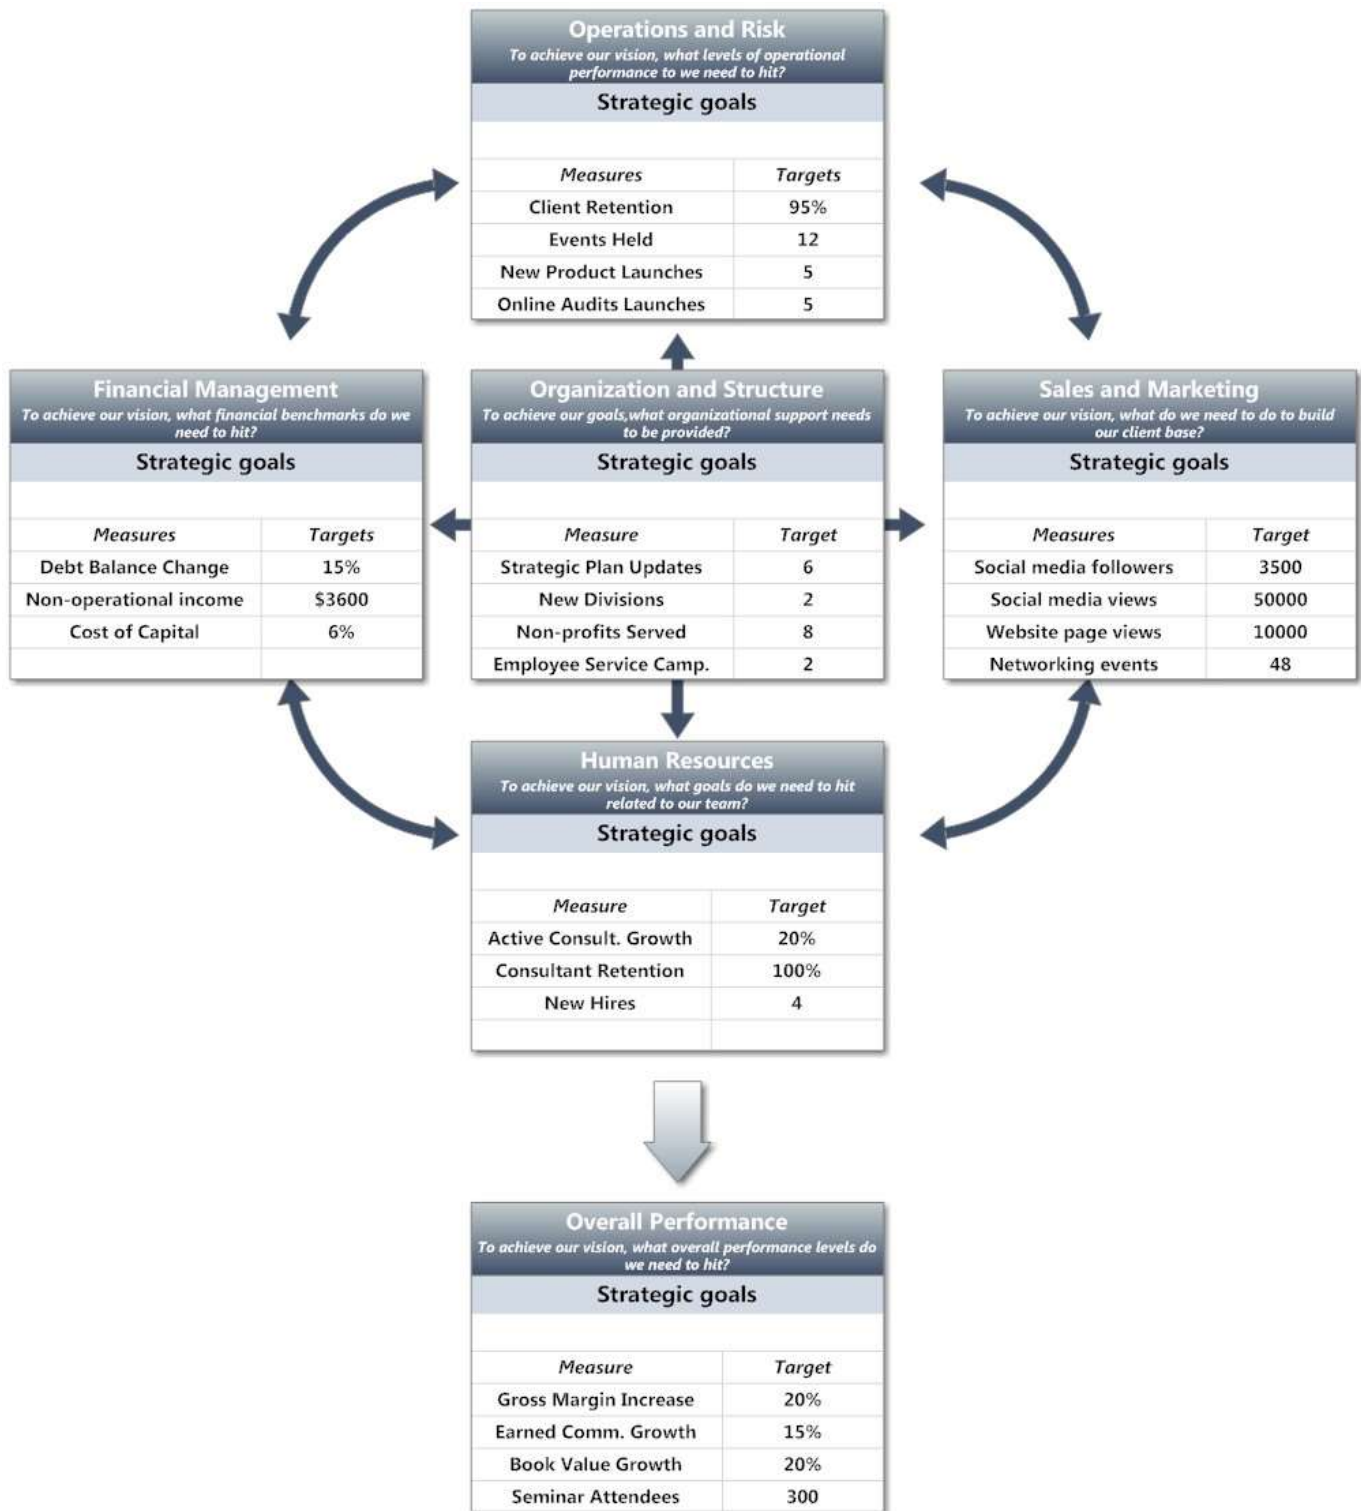 Operations and Risk
To achieve our vision, what levels of operational
performance to we need to hit?
Strategic goals
Measures Targets
Client Retention 95%
Events Held 12
New Product Launches 5
Online Audits Launches 5
Financial Management
To achieve our vision, what financial benchmarks do we
need to hit?
Strategic goals
Measures Targets
Debt Balance Change 15%
Non-operational income $3600
Cost of Capital 6%
Organization and Structure
To achieve our goals,what organizational support needs
to be provided?
Strategic goals
Measure Target
Strategic Plan Updates 6
New Divisions 2
Non-profits Served 8
Employee Service Camp. 2
Sales and Marketing
To achieve our vision, what do we need to do to build
our client base?
Strategic goals
Measures Target
Social media followers 3500
Social media views 50000
Website page views 10000
Networking events 48
Human Resources
To achieve our vision, what goals do we need to hit
related to our team?
Strategic goals
Measure Target
Active Consult. Growth 20%
Consultant Retention 100%
New Hires 4
Overall Performance
To achieve our vision, what overall performance levels do
we need to hit?
Strategic goals
Measure Target
Gross Margin Increase 20%
Earned Comm. Growth 15%
Book Value Growth 20%
Seminar Attendees 300